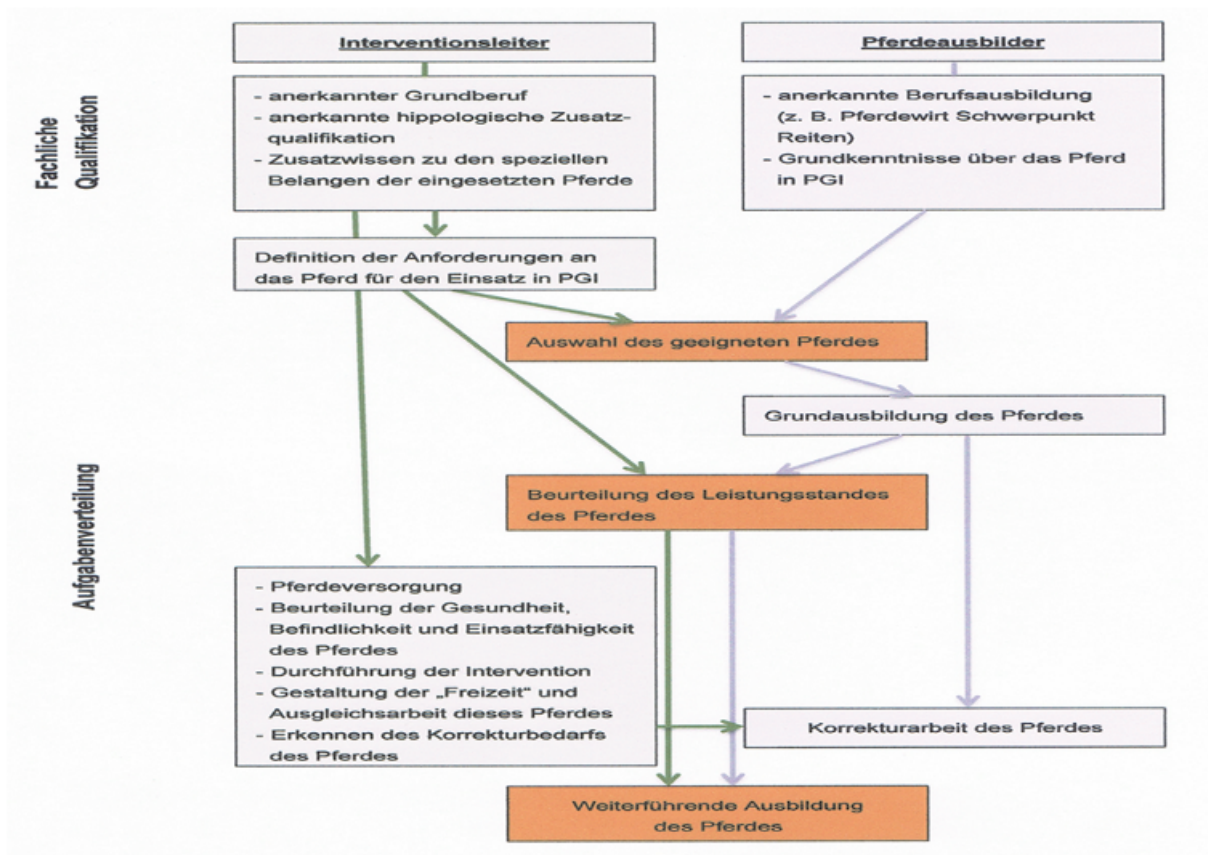 Fachliche
Qualifikation
Interventionsleiter
- anerkannter Grundberuf
- anerkannte hippologische Zusatz-
qualifikation
- Zusatzwissen zu den speziellen
Belangen der eingesetzten Pferde
Pferdeausbilder
- anerkannte Berufsausbildung
(z. B. Pferdewirt Schwerpunkt
Reiten)
- Grundkenntnisse über das Pferd
in PGI
Definition der Anforderungen an
das Pferd für den Einsatz in PGI
Auswahl des geeigneten Pferdes
Grundausbildung des Pferdes
Aufgabenverteilung
Beurteilung des Leistungsstandes
des Pferdes
- Pferdeversorgung
- Beurteilung der Gesundheit,
Befindlichkeit und Einsatzfähigkeit
des Pferdes
- Durchführung der Intervention
- Gestaltung der „Freizeit“ und
Ausgleichsarbeit dieses Pferdes
- Erkennen des Korrekturbedarfs
des Pferdes
Korrekturarbeit des Pferdes
Weiterführende Ausbildung
des Pferdes